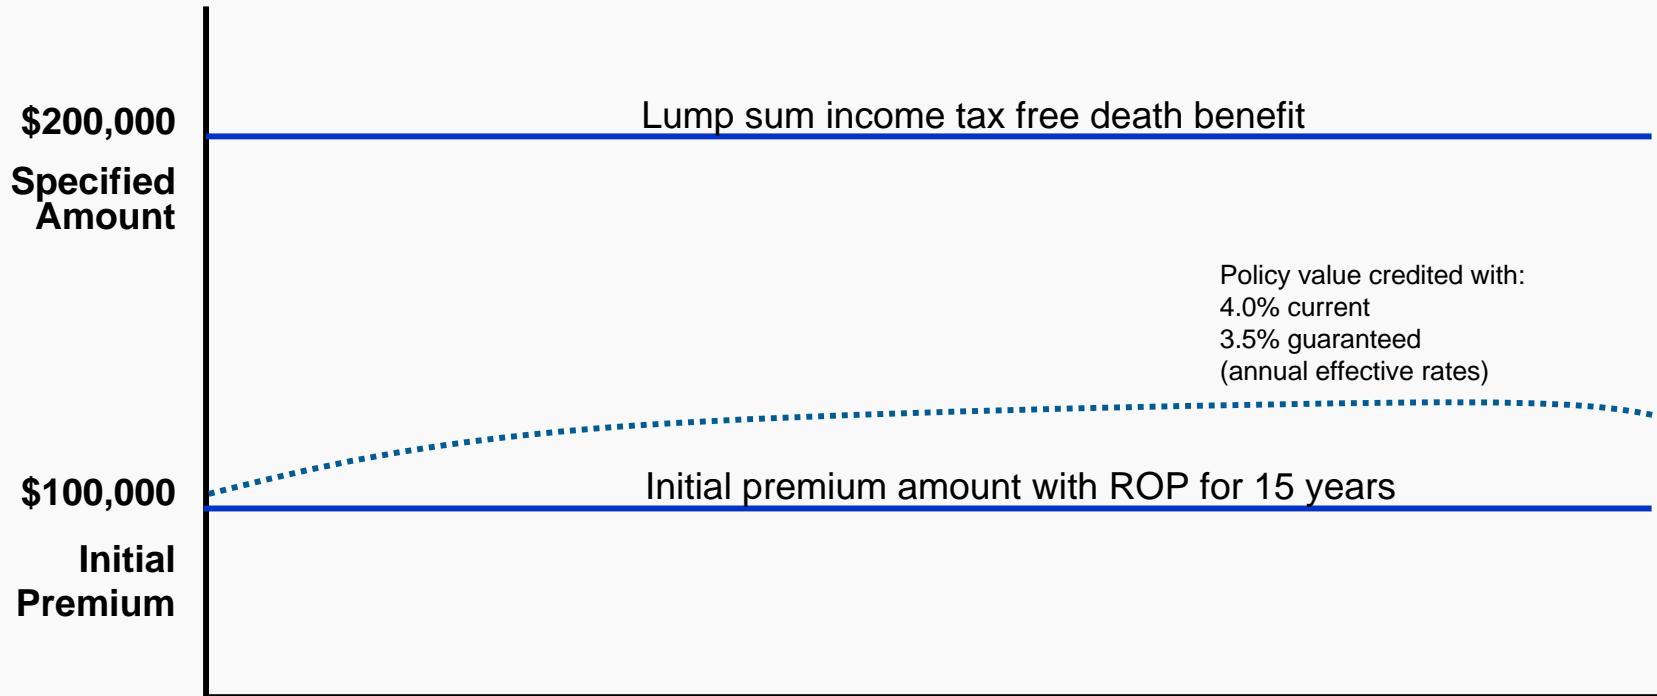 $200,000
Specified
Amount
Lump sum income tax free death benefit
Policy value credited with:
4.0% current
3.5% guaranteed
(annual effective rates)
$100,000
Initial
Premium
Initial premium amount with ROP for 15 years